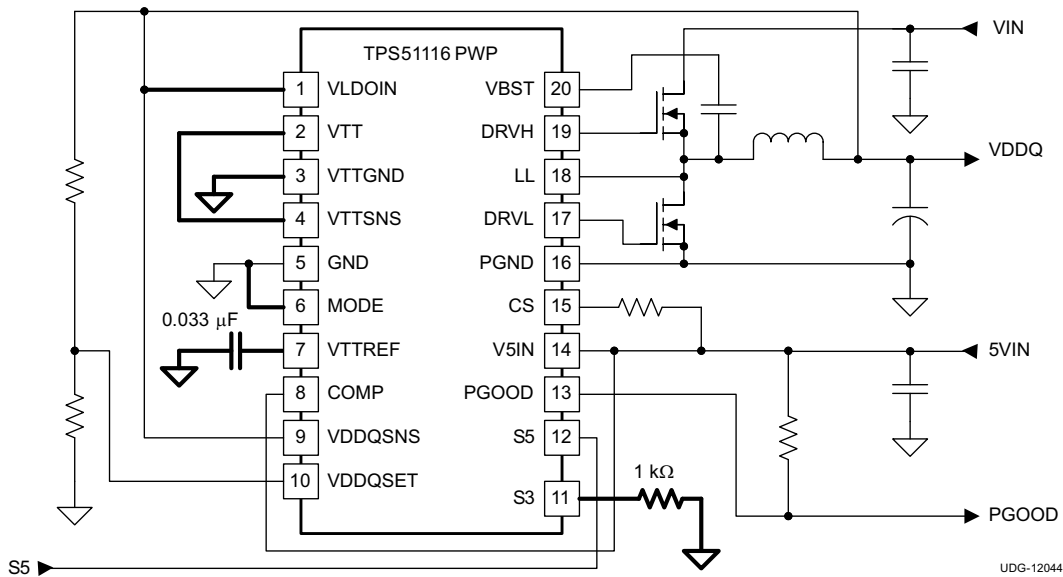 TPS51116 PWP
1 VLDOIN
2 VTT
3 VTTGND
4 VTTSNS
5 GND
6 MODE
7 VTTREF
8 COMP
9 VDDQSNS
10 VDDQSET
VBST 20
DRVH 19
LL 18
DRVL 17
PGND 16
CS 15
V5IN 14
PGOOD 13
S5 12
S3 11
0.033 μF
1 kΩ
VIN
VDDQ
5VIN
PGOOD
S5
UDG-12044